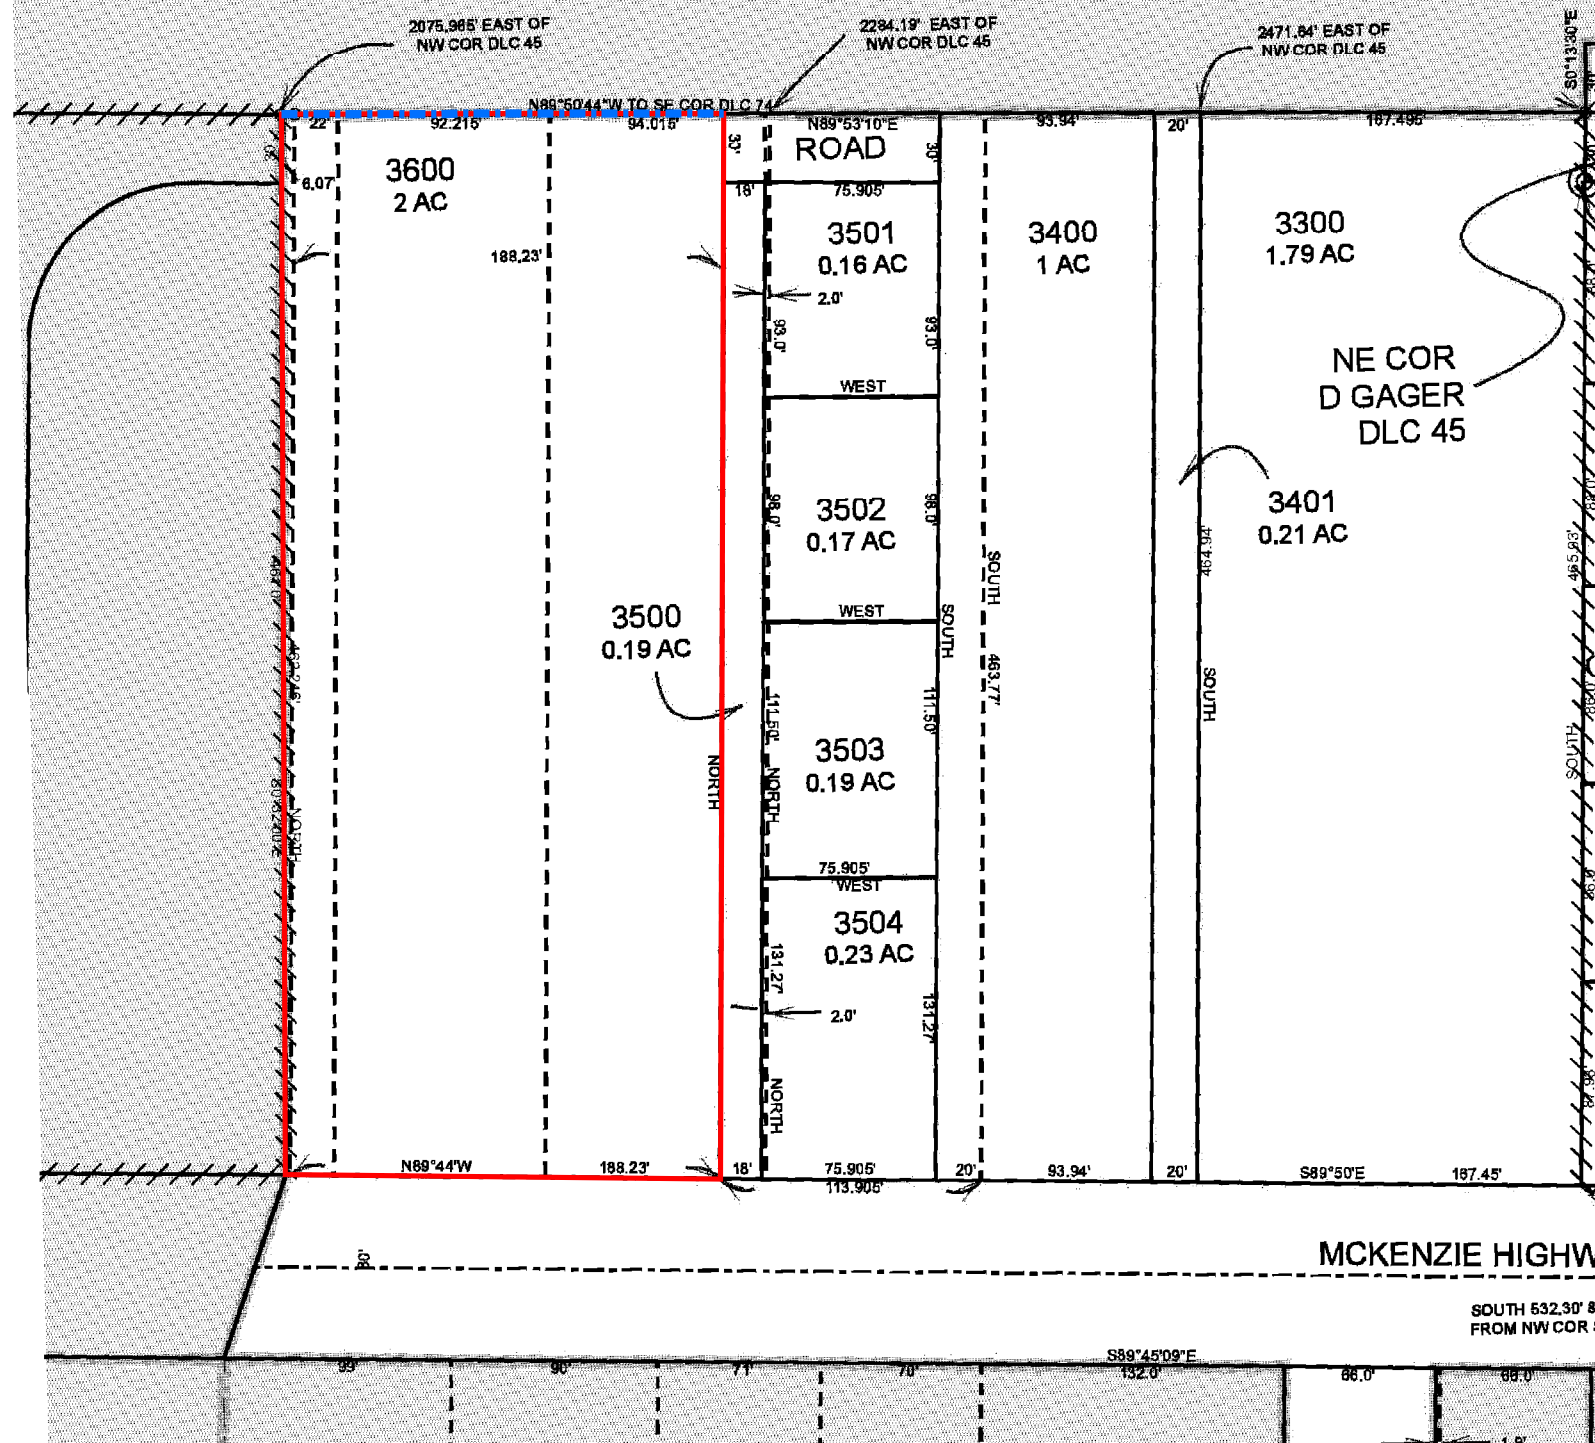 2075.965' EAST OF
NW COR DLC 45
2284.19' EAST OF
NW COR DLC 45
2471.84' EAST OF
NW COR DLC 45
S0°13'30"E
N89°50'44"W TO SE COR DLC 74
22'
92.215'
94.015'
30'
N89°53'10"E
ROAD
30'
93.94'
20'
187.495'
6.07'
3600
2 AC
18'
75.905'
188.23'
3501
0.16 AC
3400
1 AC
3300
1.79 AC
2.0'
93.0'
93.0'
NE COR
D GAGER
DLC 45
WEST
3401
0.21 AC
3502
0.17 AC
98.0'
98.0'
SOUTH
464.94'
465.93'
3500
0.19 AC
WEST
SOUTH
463.77'
SOUTH
111.50'
111.50'
3503
0.19 AC
NORTH
NORTH
SOUTH
NORTH
75.905'
WEST
3504
0.23 AC
131.27'
131.27'
2.0'
NORTH
N89°44'W
188.23'
18'
75.905'
20'
93.94'
20'
S89°50'E
187.45'
113.905'
MCKENZIE HIGHW
80'
SOUTH 532.30'
FROM NW COR
S89°45'09"E
99'
90'
71'
70'
132.0'
66.0'
66.0'